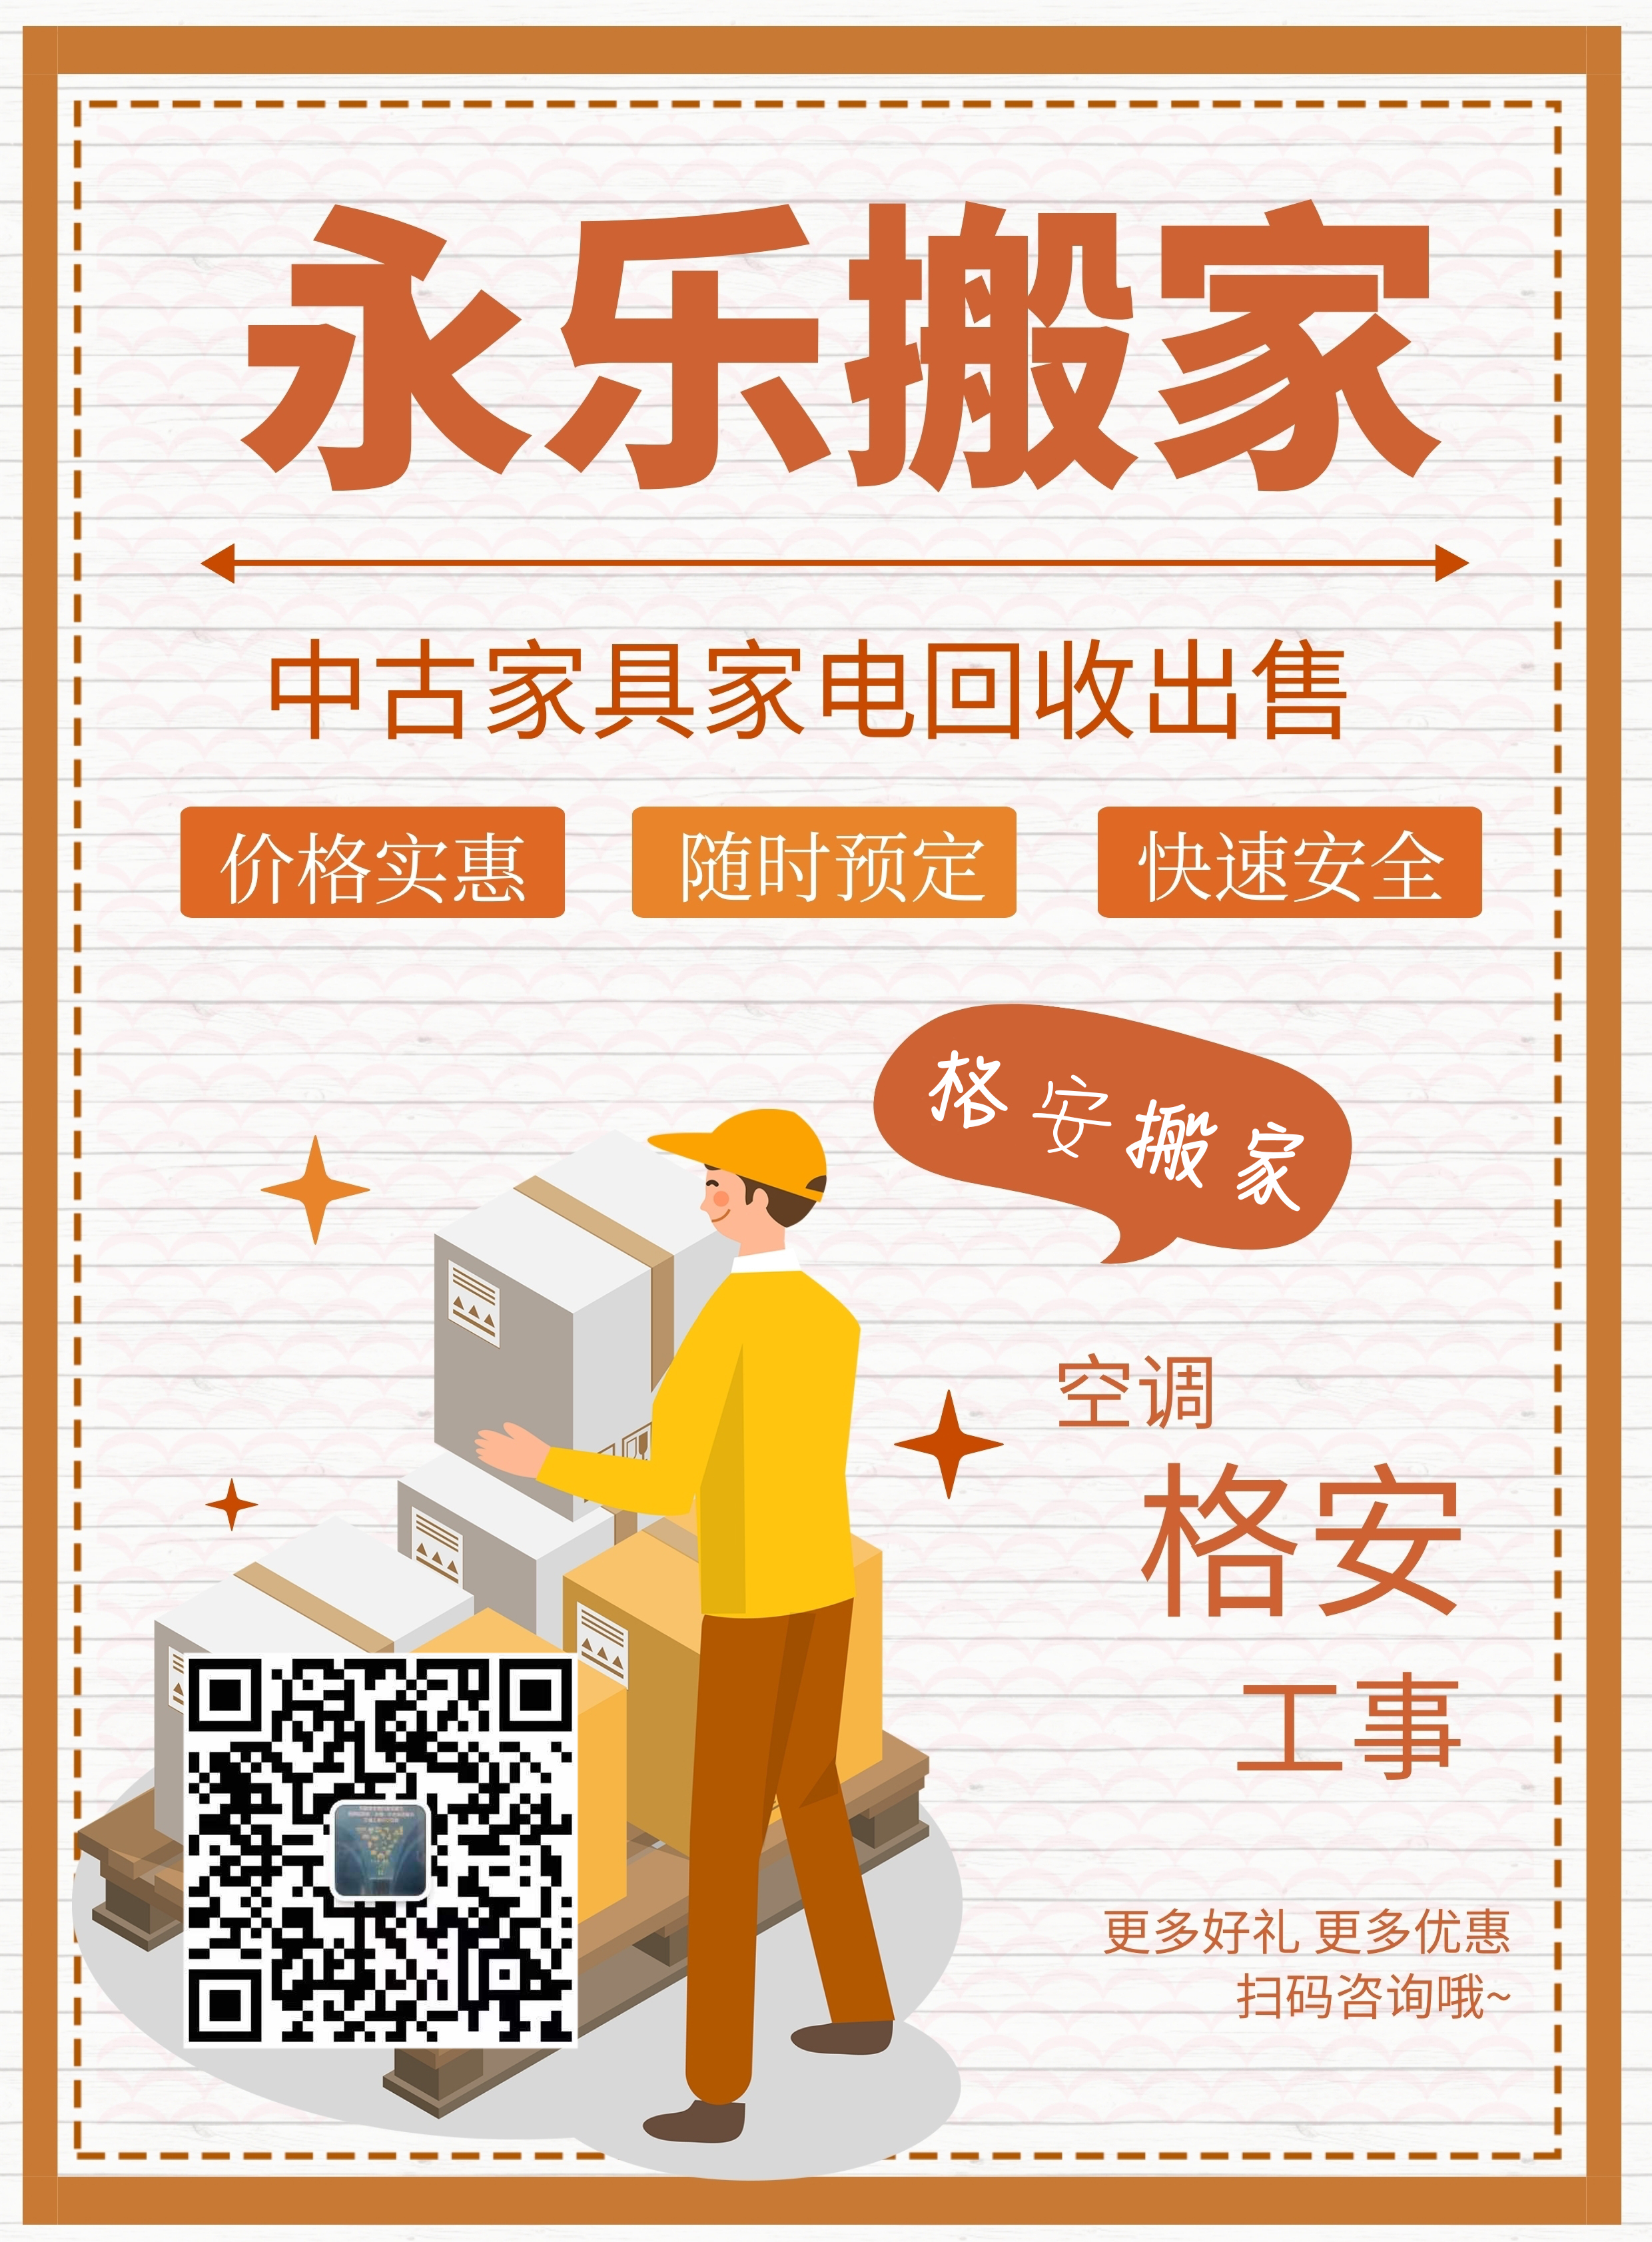 永乐搬家
中古家具家电回收出售
价格实惠
随时预定
快速安全
格安搬家
空调
格安
工事
更多好礼 更多优惠
扫码咨询哦~